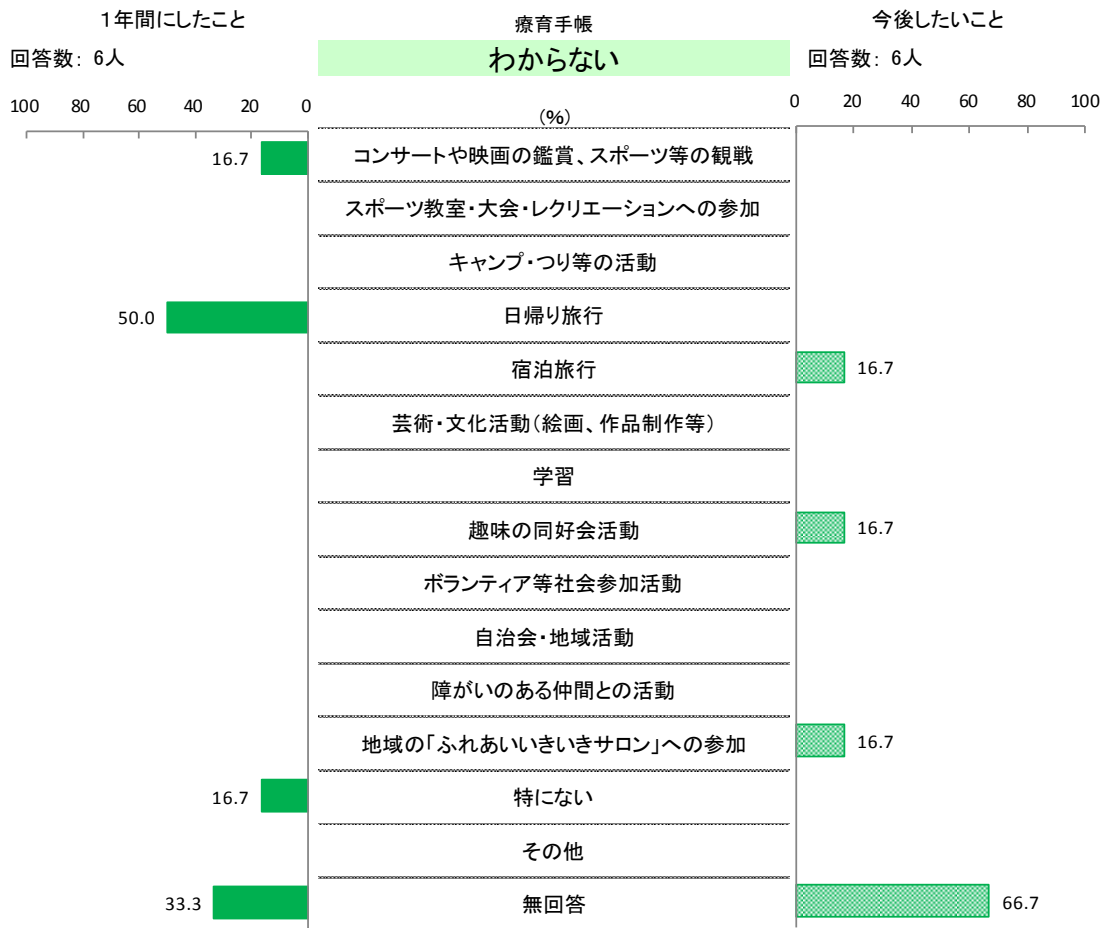 1年間にしたこと
療育手帳
今後したいこと
回答数: 6人
わからない
回答数: 6人
100 80 60 40 20 0
(%)
0 20 40 60 80 100
16.7 コンサートや映画の鑑賞、スポーツ等の観戦
スポーツ教室・大会・レクリエーションへの参加
キャンプ・つり等の活動
50.0 日帰り旅行
宿泊旅行 16.7
芸術・文化活動(絵画、作品制作等)
学習
趣味の同好会活動 16.7
ボランティア等社会参加活動
自治会・地域活動
障がいのある仲間との活動
地域の「ふれあいいきいきサロン」への参加 16.7
16.7 特にない
その他
33.3 無回答 66.7